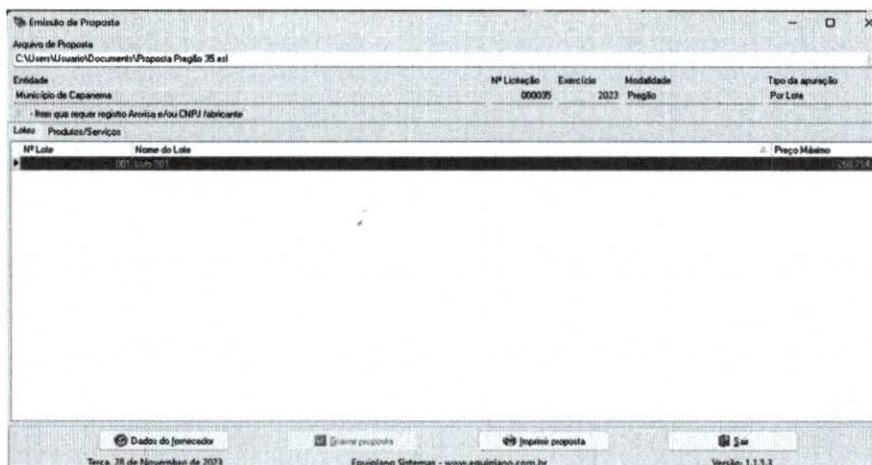 Emissão de Proposta
Arquivo de Proposta
C:\Users\Usuario\Documents\Proposta Pregão 35.esl
Entidade Nº Licitação Exercício Modalidade Tipo da apuração
Município de Capanema 000035 2023 Pregão Por Lote
- Item que requer registro Anvisa e/ou CNPJ fabricante
Lotes Produtos/Serviços
Nº Lote Nome do Lote Preço Máximo
001 Lote 001
Dados do fornecedor Gravar proposta Imprimir proposta Sair
Terça, 28 de Novembro de 2023 Equiplano Sistemas - www.equiplano.com.br Versão: 1.1.5.3